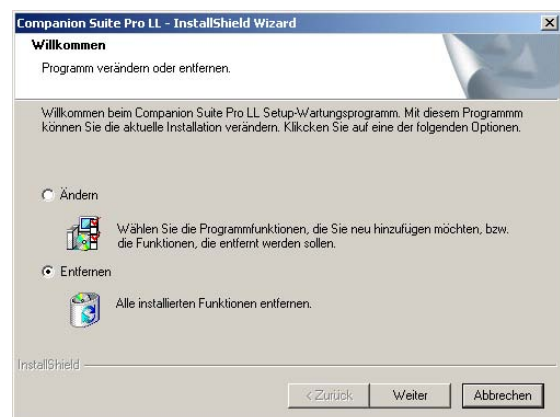 Companion Suite Pro LL - InstallShield Wizard
Willkommen
Programm verändern oder entfernen.
Willkommen beim Companion Suite Pro LL Setup-Wartungsprogramm. Mit diesem Programmm
können Sie die aktuelle Installation verändern. Klikcken Sie auf eine der folgenden Optionen.
Ändern
Wählen Sie die Programmfunktionen, die Sie neu hinzufügen möchten, bzw.
die Funktionen, die entfernt werden sollen.
Entfernen
Alle installierten Funktionen entfernen.
InstallShield
< Zurück Weiter Abbrechen